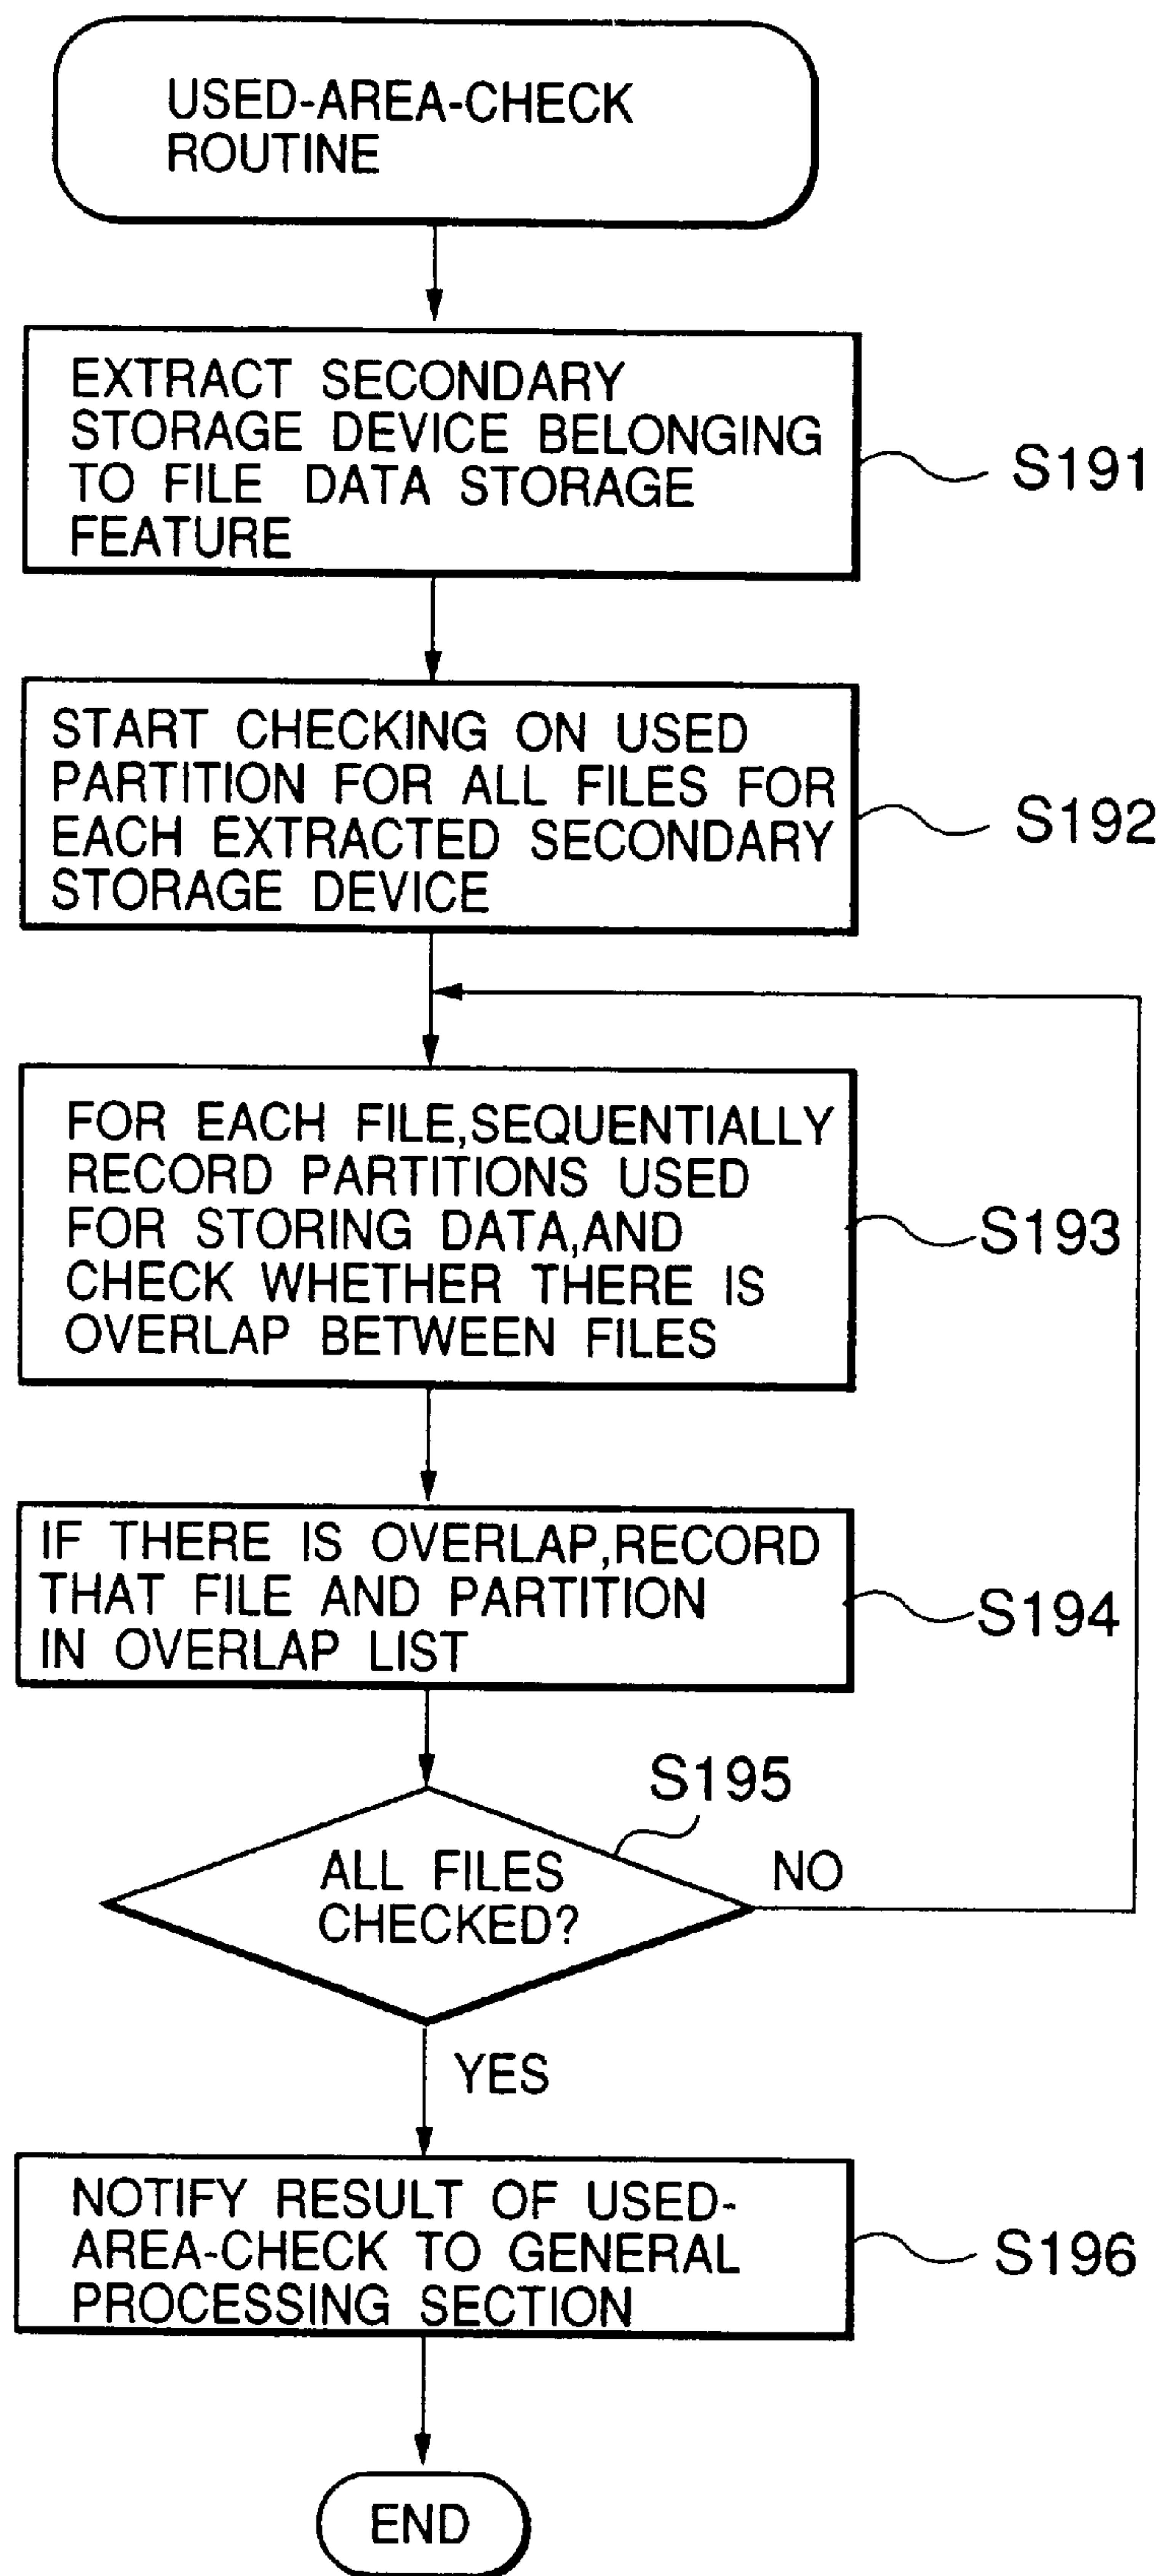 USED-AREA-CHECK
ROUTINE
EXTRACT SECONDARY
STORAGE DEVICE BELONGING
TO FILE DATA STORAGE
FEATURE
S191
START CHECKING ON USED
PARTITION FOR ALL FILES FOR
EACH EXTRACTED SECONDARY
STORAGE DEVICE
S192
FOR EACH FILE,SEQUENTIALLY
RECORD PARTITIONS USED
FOR STORING DATA,AND
CHECK WHETHER THERE IS
OVERLAP BETWEEN FILES
S193
IF THERE IS OVERLAP,RECORD
THAT FILE AND PARTITION
IN OVERLAP LIST
S194
S195
ALL FILES
CHECKED?
NO
YES
NOTIFY RESULT OF USED-
AREA-CHECK TO GENERAL
PROCESSING SECTION
S196
END